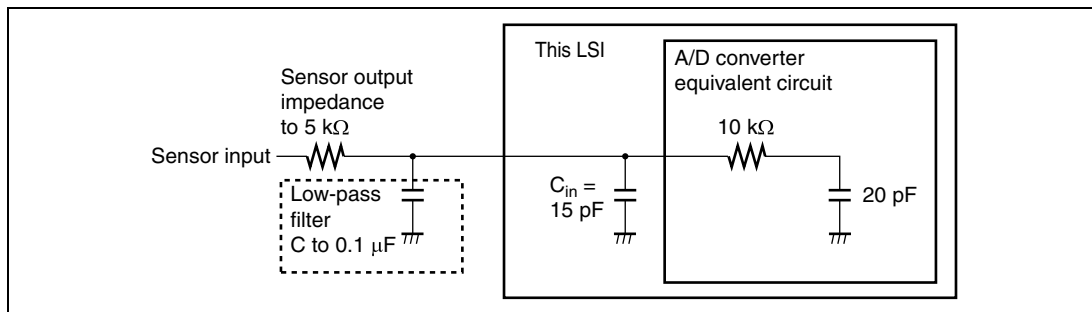 This LSI
A/D converter
equivalent circuit
Sensor output
impedance
to 5 kΩ
10 kΩ
Sensor input
Low-pass
filter
C to 0.1 μF
Cin =
15 pF
20 pF